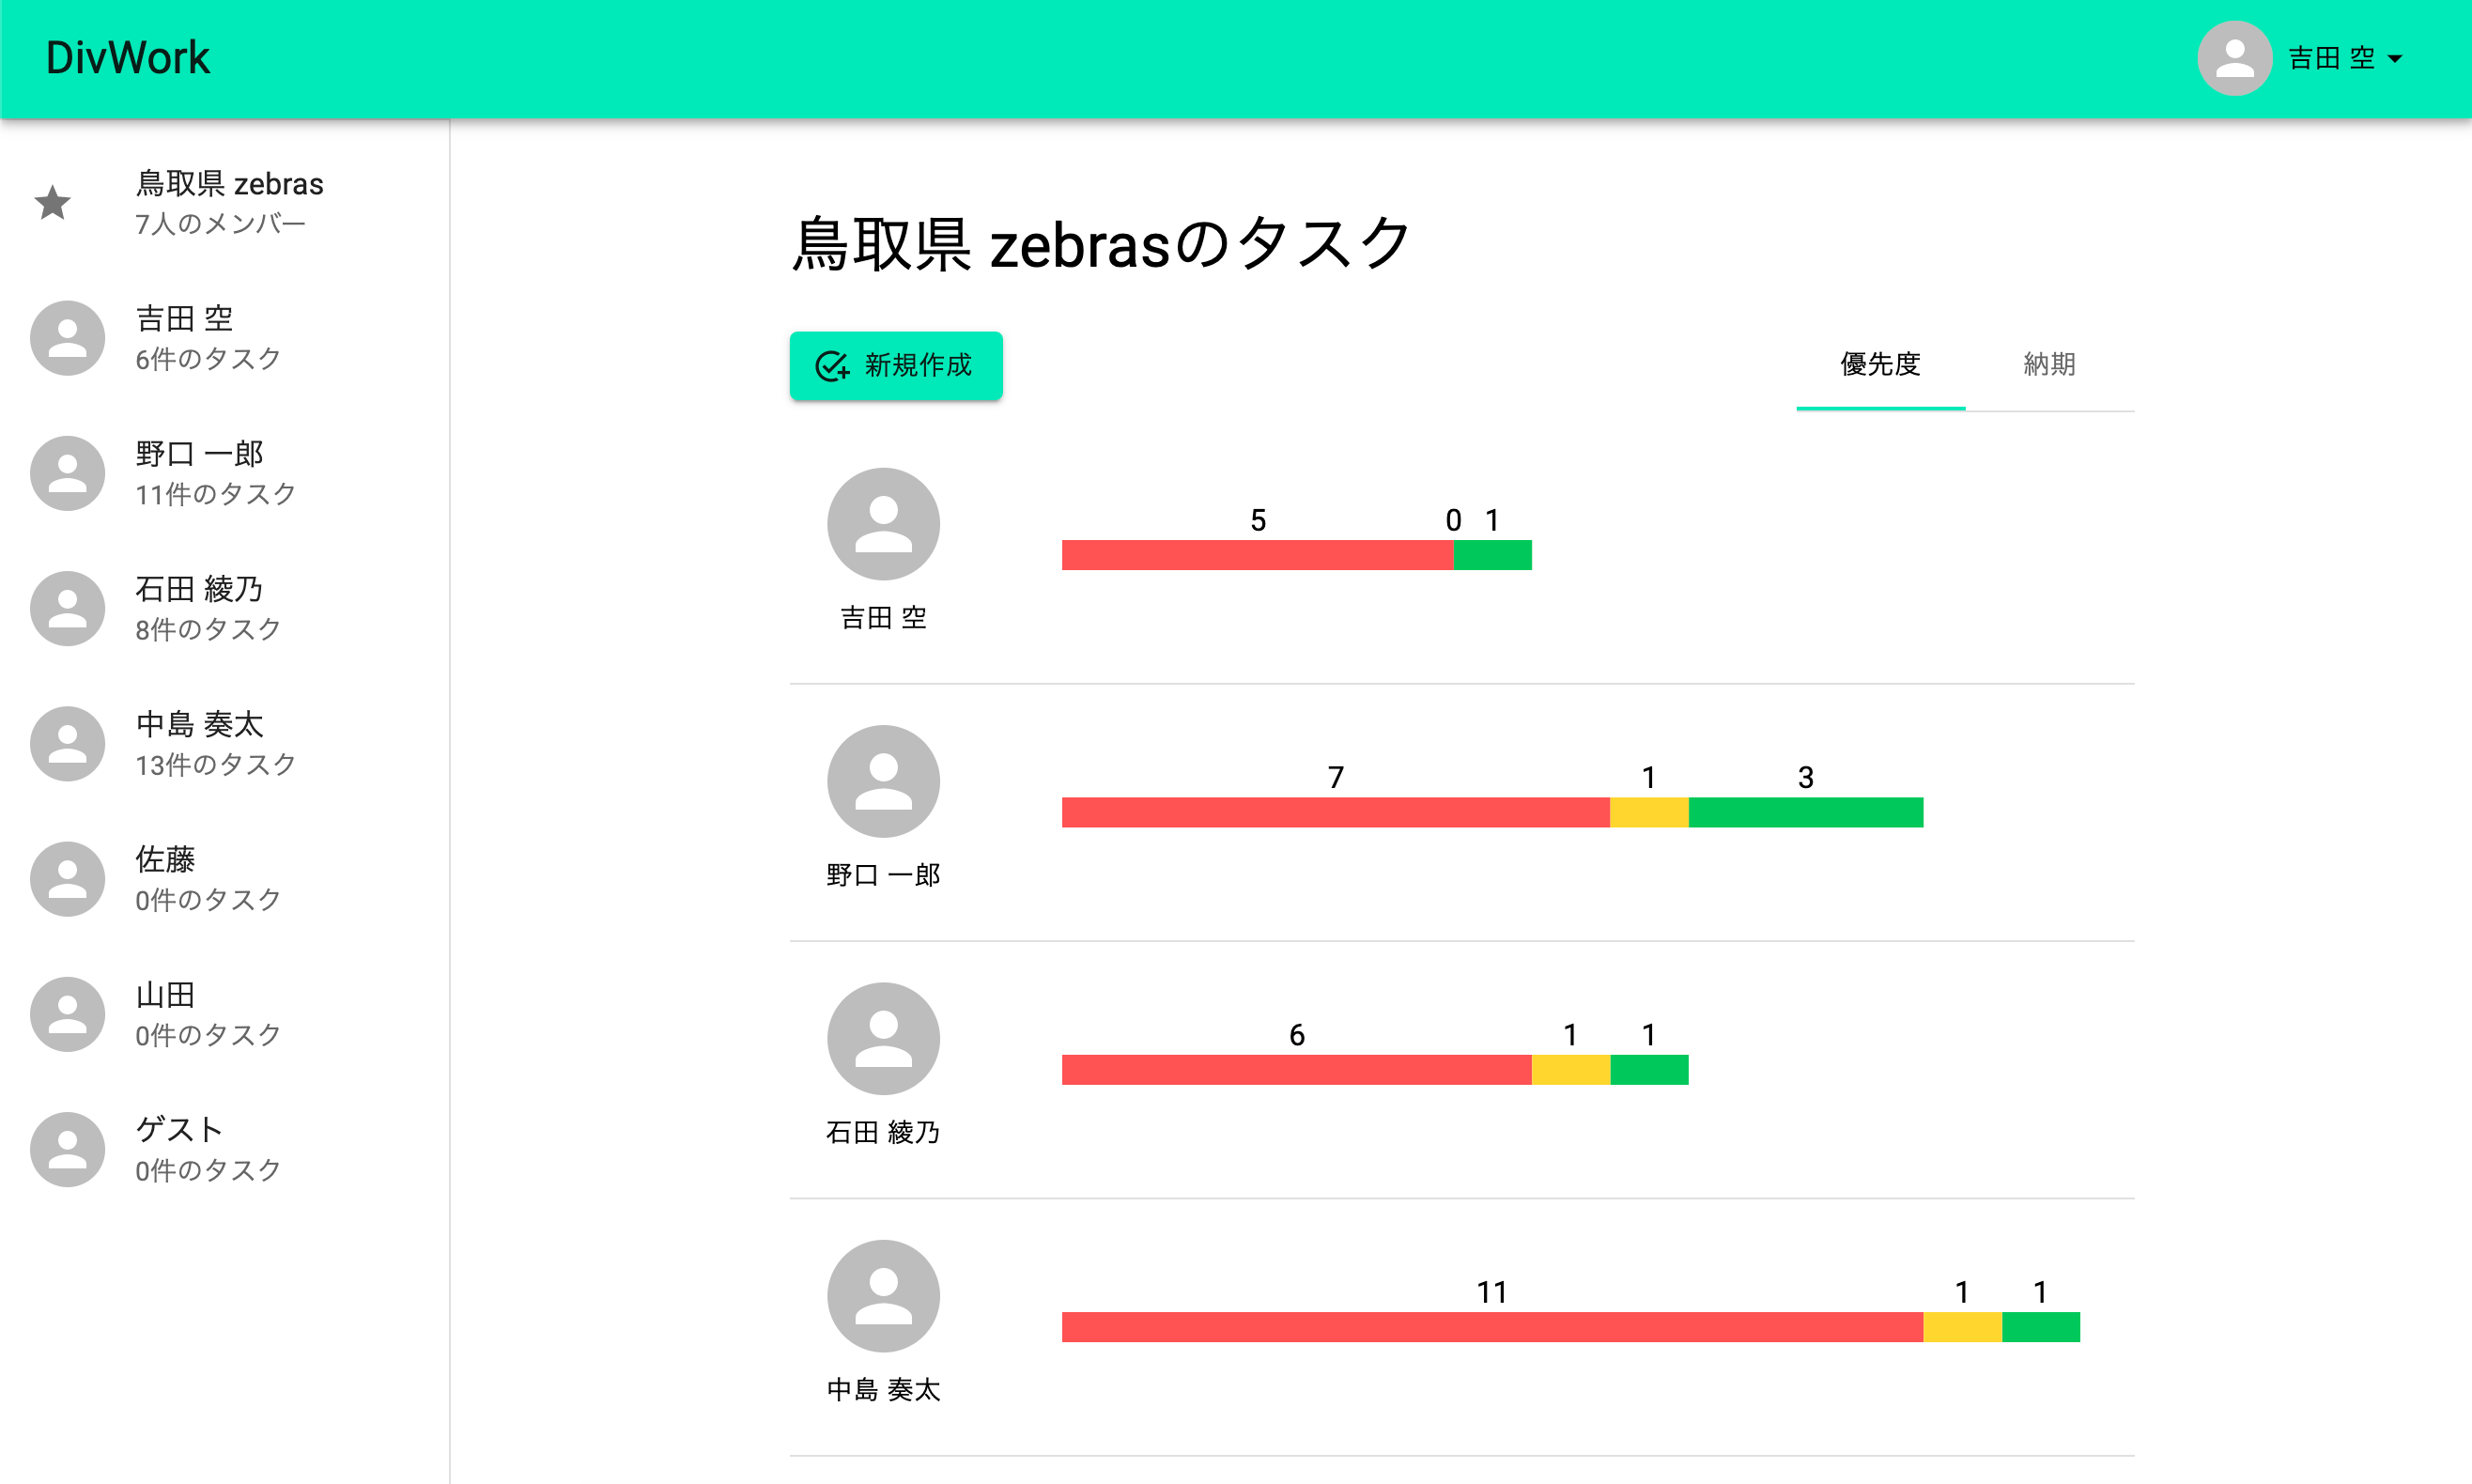 DivWork
吉田 空
鳥取県 zebras
7人のメンバー
吉田 空
6件のタスク
野口 一郎
11件のタスク
石田 綾乃
8件のタスク
中島 奏太
13件のタスク
佐藤
0件のタスク
山田
0件のタスク
ゲスト
0件のタスク
鳥取県 zebrasのタスク
新規作成
優先度 納期
5 0 1
吉田 空
7 1 3
野口 一郎
6 1 1
石田 綾乃
11 1 1
中島 奏太